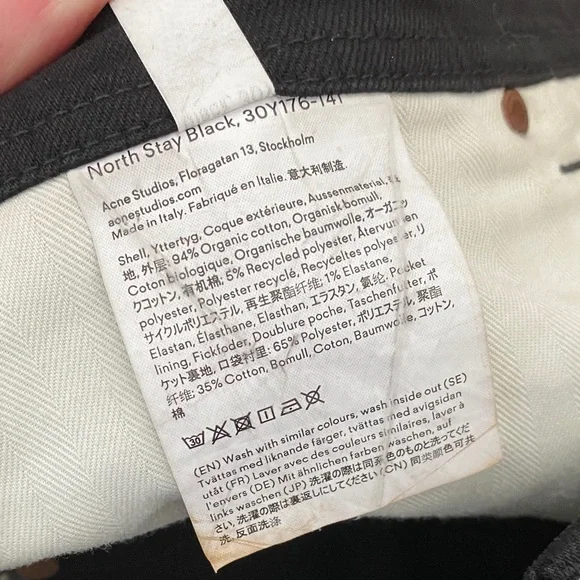 North Stay Black, 30Y176-141
Acne Studios, Floragatan 13, Stockholm
acnestudios.com
Made in Italy. Fabriqué en Italie. 意大利制造.
Shell, Yttertyg, Coque extérieure, Aussenmaterial, 表
地, 外层: 94% Organic cotton, Organisk bomull,
Coton biologique, Organische baumwolle, オーガニッ
クコットン, 有机棉; 5% Recycled polyester, Återvunnen
polyester, Polyester recyclé, Recyceltes polyester, リ
サイクルポリエステル, 再生聚酯纤维; 1% Elastane,
Elastan, Élasthane, Elasthan, エラスタン, 氨纶. Pocket
lining, Fickfoder, Doublure poche, Taschenfutter, ポ
ケット裏地, 口袋衬里: 65% Polyester, ポリエステル, 聚酯
纤维; 35% Cotton, Bomull, Coton, Baumwolle, コットン,
棉
30
(EN) Wash with similar colours, wash inside out (SE)
Tvättas med liknande färger, tvättas med avigsidan
utåt (FR) Laver avec des couleurs similaires, laver à
l'envers (DE) Mit ähnlichen farben waschen, auf
links waschen (JP) 洗濯の際は同系色のものと洗ってくだ
さい, 洗濯の際は裏返しにしてください (CN) 同类颜色可共
洗, 反面洗涤